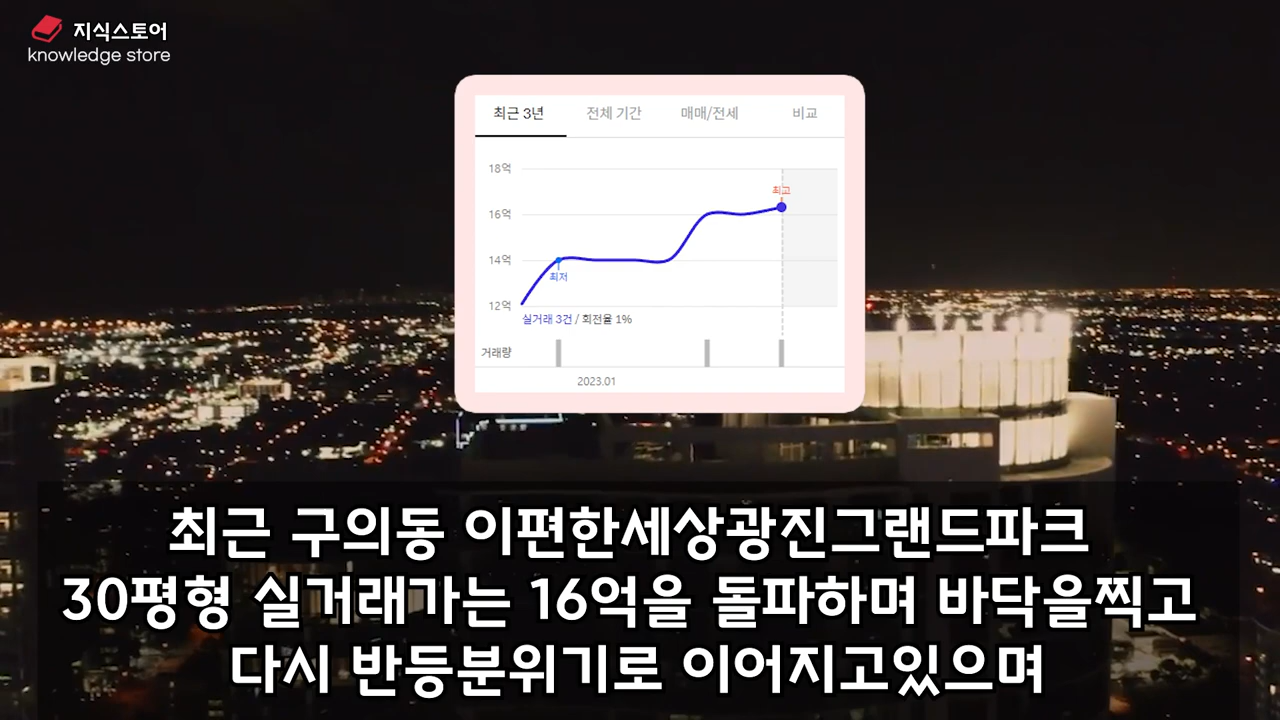 지식스토어
knowledge store
최근 3년 전체 기간 매매/전세 비교
18억
최고
16억
14억
최저
12억
실거래 3건 / 회전율 1%
거래량
2023.01
최근 구의동 이편한세상광진그랜드파크
30평형 실거래가는 16억을 돌파하며 바닥을찍고
다시 반등분위기로 이어지고있으며